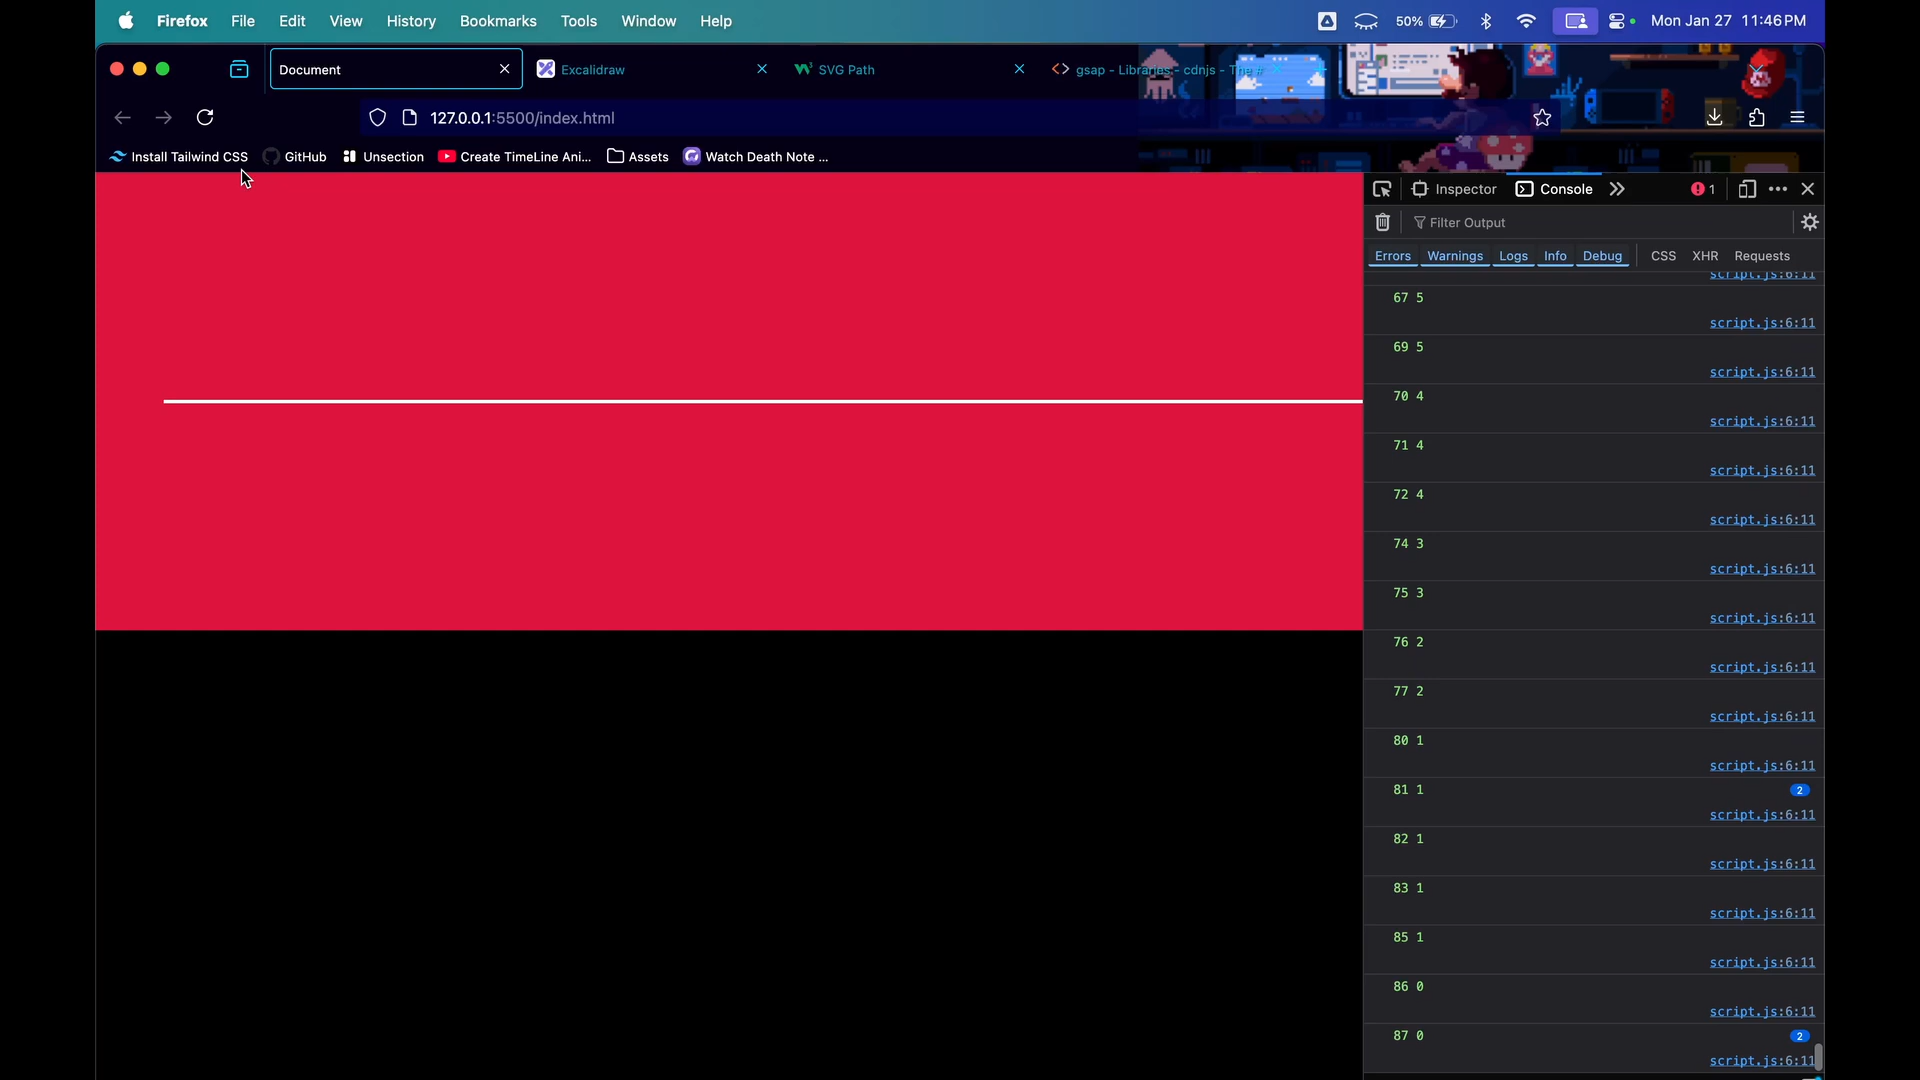 Firefox File Edit View History Bookmarks Tools Window Help 50% Mon Jan 27 11:46 PM
Document Excalidraw SVG Path gsap - Libraries - cdnjs - The #
127.0.0.1:5500/index.html
Install Tailwind CSS GitHub Unsection Create TimeLine Ani... Assets Watch Death Note ...
Inspector Console 1
Filter Output
Errors Warnings Logs Info Debug CSS XHR Requests
script.js:6:11
67 5
script.js:6:11
69 5
script.js:6:11
70 4
script.js:6:11
71 4
script.js:6:11
72 4
script.js:6:11
74 3
script.js:6:11
75 3
script.js:6:11
76 2
script.js:6:11
77 2
script.js:6:11
80 1
script.js:6:11
81 1 2
script.js:6:11
82 1
script.js:6:11
83 1
script.js:6:11
85 1
script.js:6:11
86 0
script.js:6:11
87 0 2
script.js:6:11